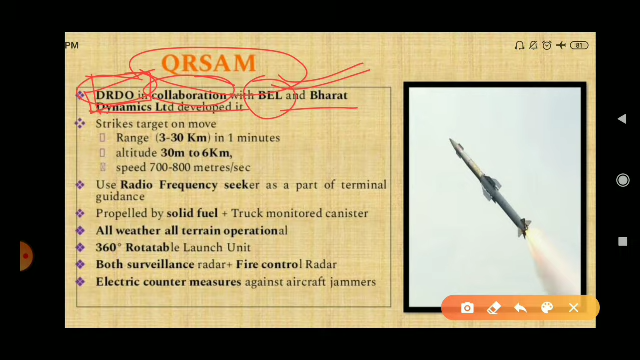 PM
81
QRSAM
DRDO in collaboration with BEL and Bharat
Dynamics Ltd developed it
Strikes target on move
Range (3-30 Km) in 1 minutes
altitude 30m to 6Km,
speed 700-800 metres/sec
Use Radio Frequency seeker as a part of terminal
guidance
Propelled by solid fuel + Truck monitored canister
All weather all terrain operational
360° Rotatable Launch Unit
Both surveillance radar+ Fire control Radar
Electric counter measures against aircraft jammers